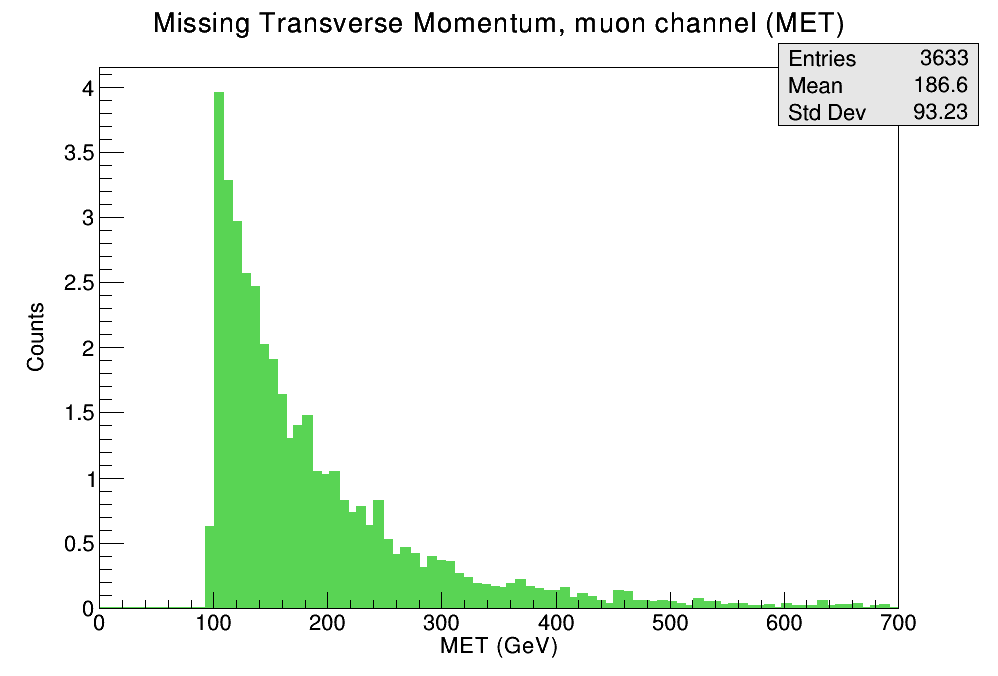 Missing Transverse Momentum, muon channel (MET)
Entries 3633
Mean 186.6
Std Dev 93.23
4
3.5
3
2.5
2
1.5
1
0.5
0
Counts
0 100 200 300 400 500 600 700
MET (GeV)